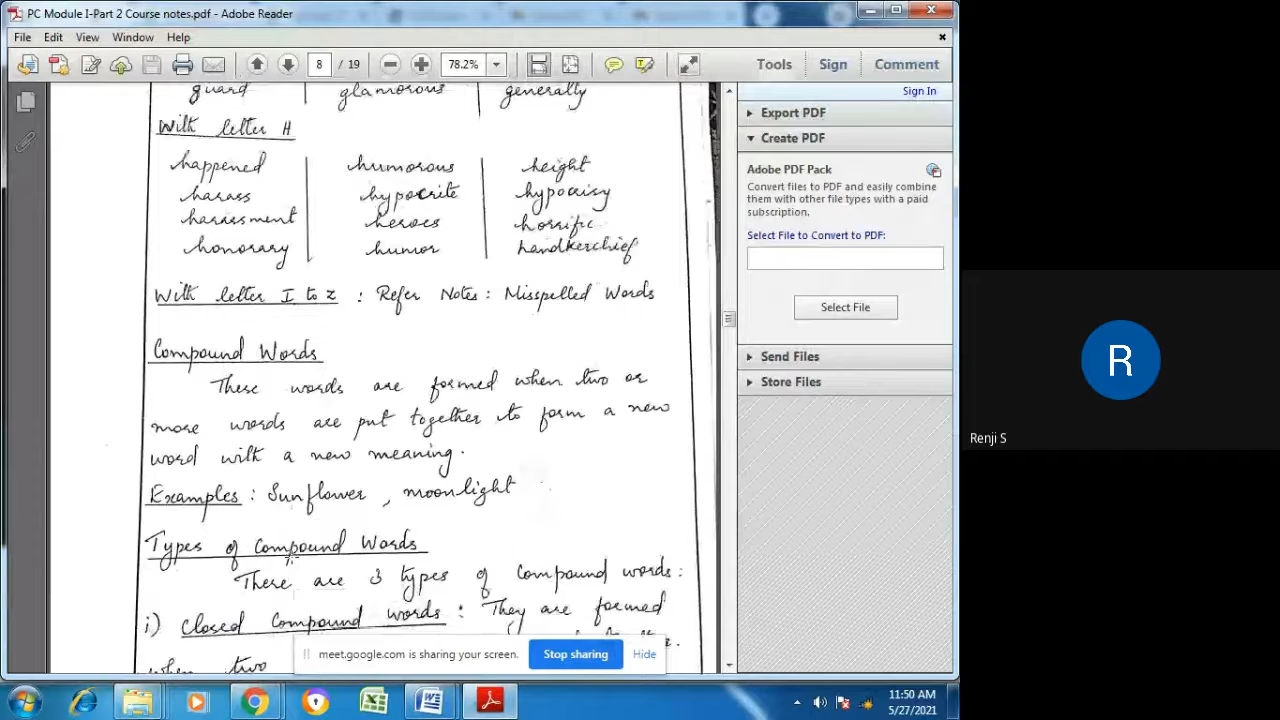 PC Module I-Part 2 Course notes.pdf - Adobe Reader
File Edit View Window Help
8 / 19 78.2% Tools Sign Comment
guard glamorous generally
With letter H
happened humorous height
harass hypocrite hypocrisy
harassment heroes horrific
honorary humor handkerchief
With letter I to Z : Refer Notes : Misspelled Words
Compound Words
These words are formed when two or
more words are put together to form a new
word with a new meaning.
Examples : Sunflower , moonlight
Types of Compound Words
There are 3 types of Compound words :
i) Closed Compound words : They are formed
when two
Sign In
Export PDF
Create PDF
Adobe PDF Pack
Convert files to PDF and easily combine
them with other file types with a paid
subscription.
Select File to Convert to PDF:
Select File
Send Files
Store Files
meet.google.com is sharing your screen. Stop sharing Hide
R
Renji S
11:50 AM
5/27/2021